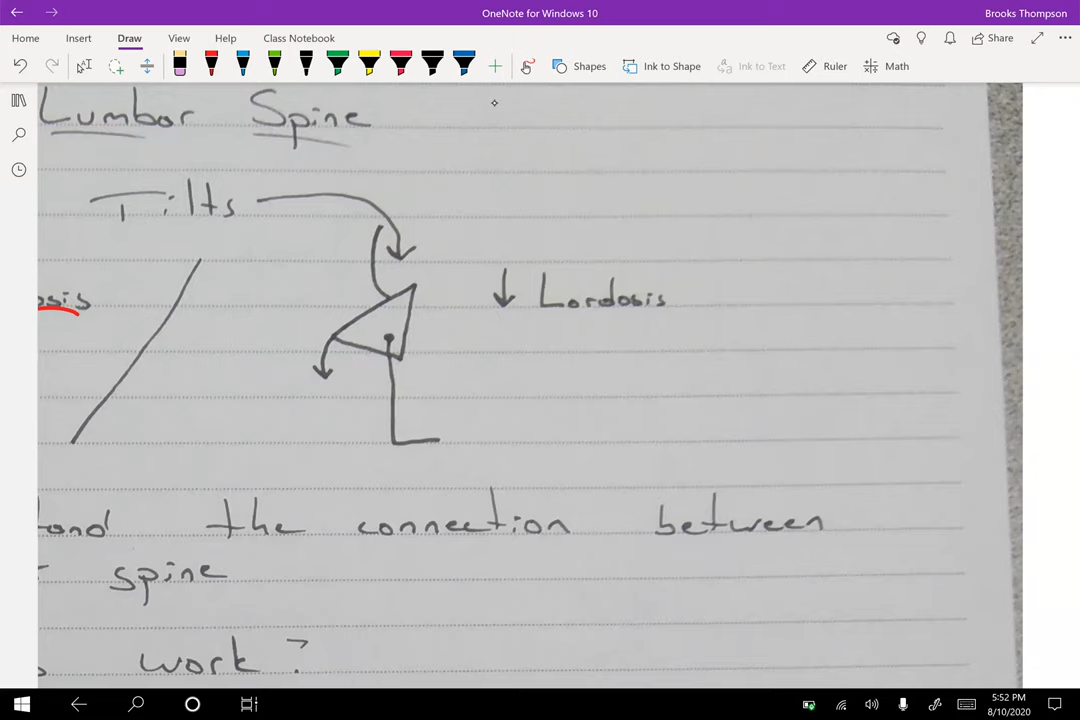 OneNote for Windows 10
Brooks Thompson
Home Insert Draw View Help Class Notebook
Share
Shapes Ink to Shape Ink to Text Ruler Math
Lumbar Spine
Tilts
osis
↓ Lordosis
tand the connection between
spine
work?
5:52 PM
8/10/2020